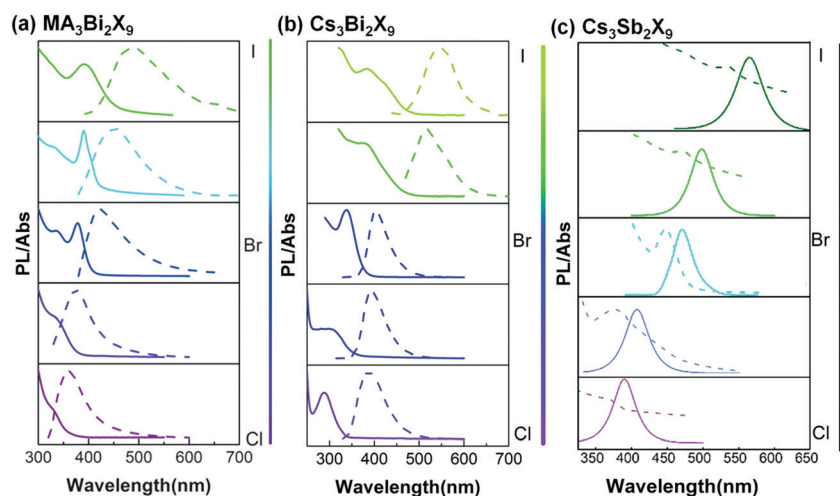 (a) MA₃Bi₂X₉
(b) Cs₃Bi₂X₉
(c) Cs₃Sb₂X₉
PL/Abs
I
Br
Cl
300 400 500 600 700
Wavelength(nm)
PL/Abs
I
Br
Cl
300 400 500 600 700
Wavelength(nm)
PL/Abs
I
Br
Cl
350 400 450 500 550 600 650
Wavelength(nm)